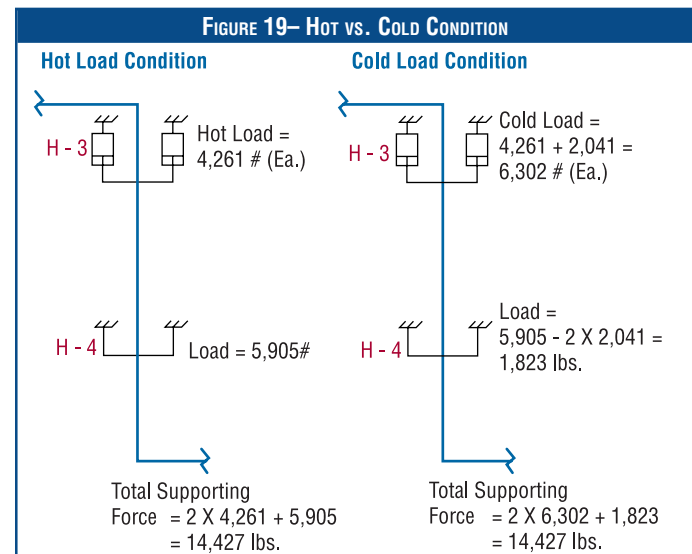 FIGURE 19– HOT VS. COLD CONDITION
Hot Load Condition
H - 3
Hot Load =
4,261 # (Ea.)
H - 4
Load = 5,905#
Total Supporting
Force = 2 X 4,261 + 5,905
= 14,427 lbs.
Cold Load Condition
H - 3
Cold Load =
4,261 + 2,041 =
6,302 # (Ea.)
H - 4
Load =
5,905 - 2 X 2,041 =
1,823 lbs.
Total Supporting
Force = 2 X 6,302 + 1,823
= 14,427 lbs.